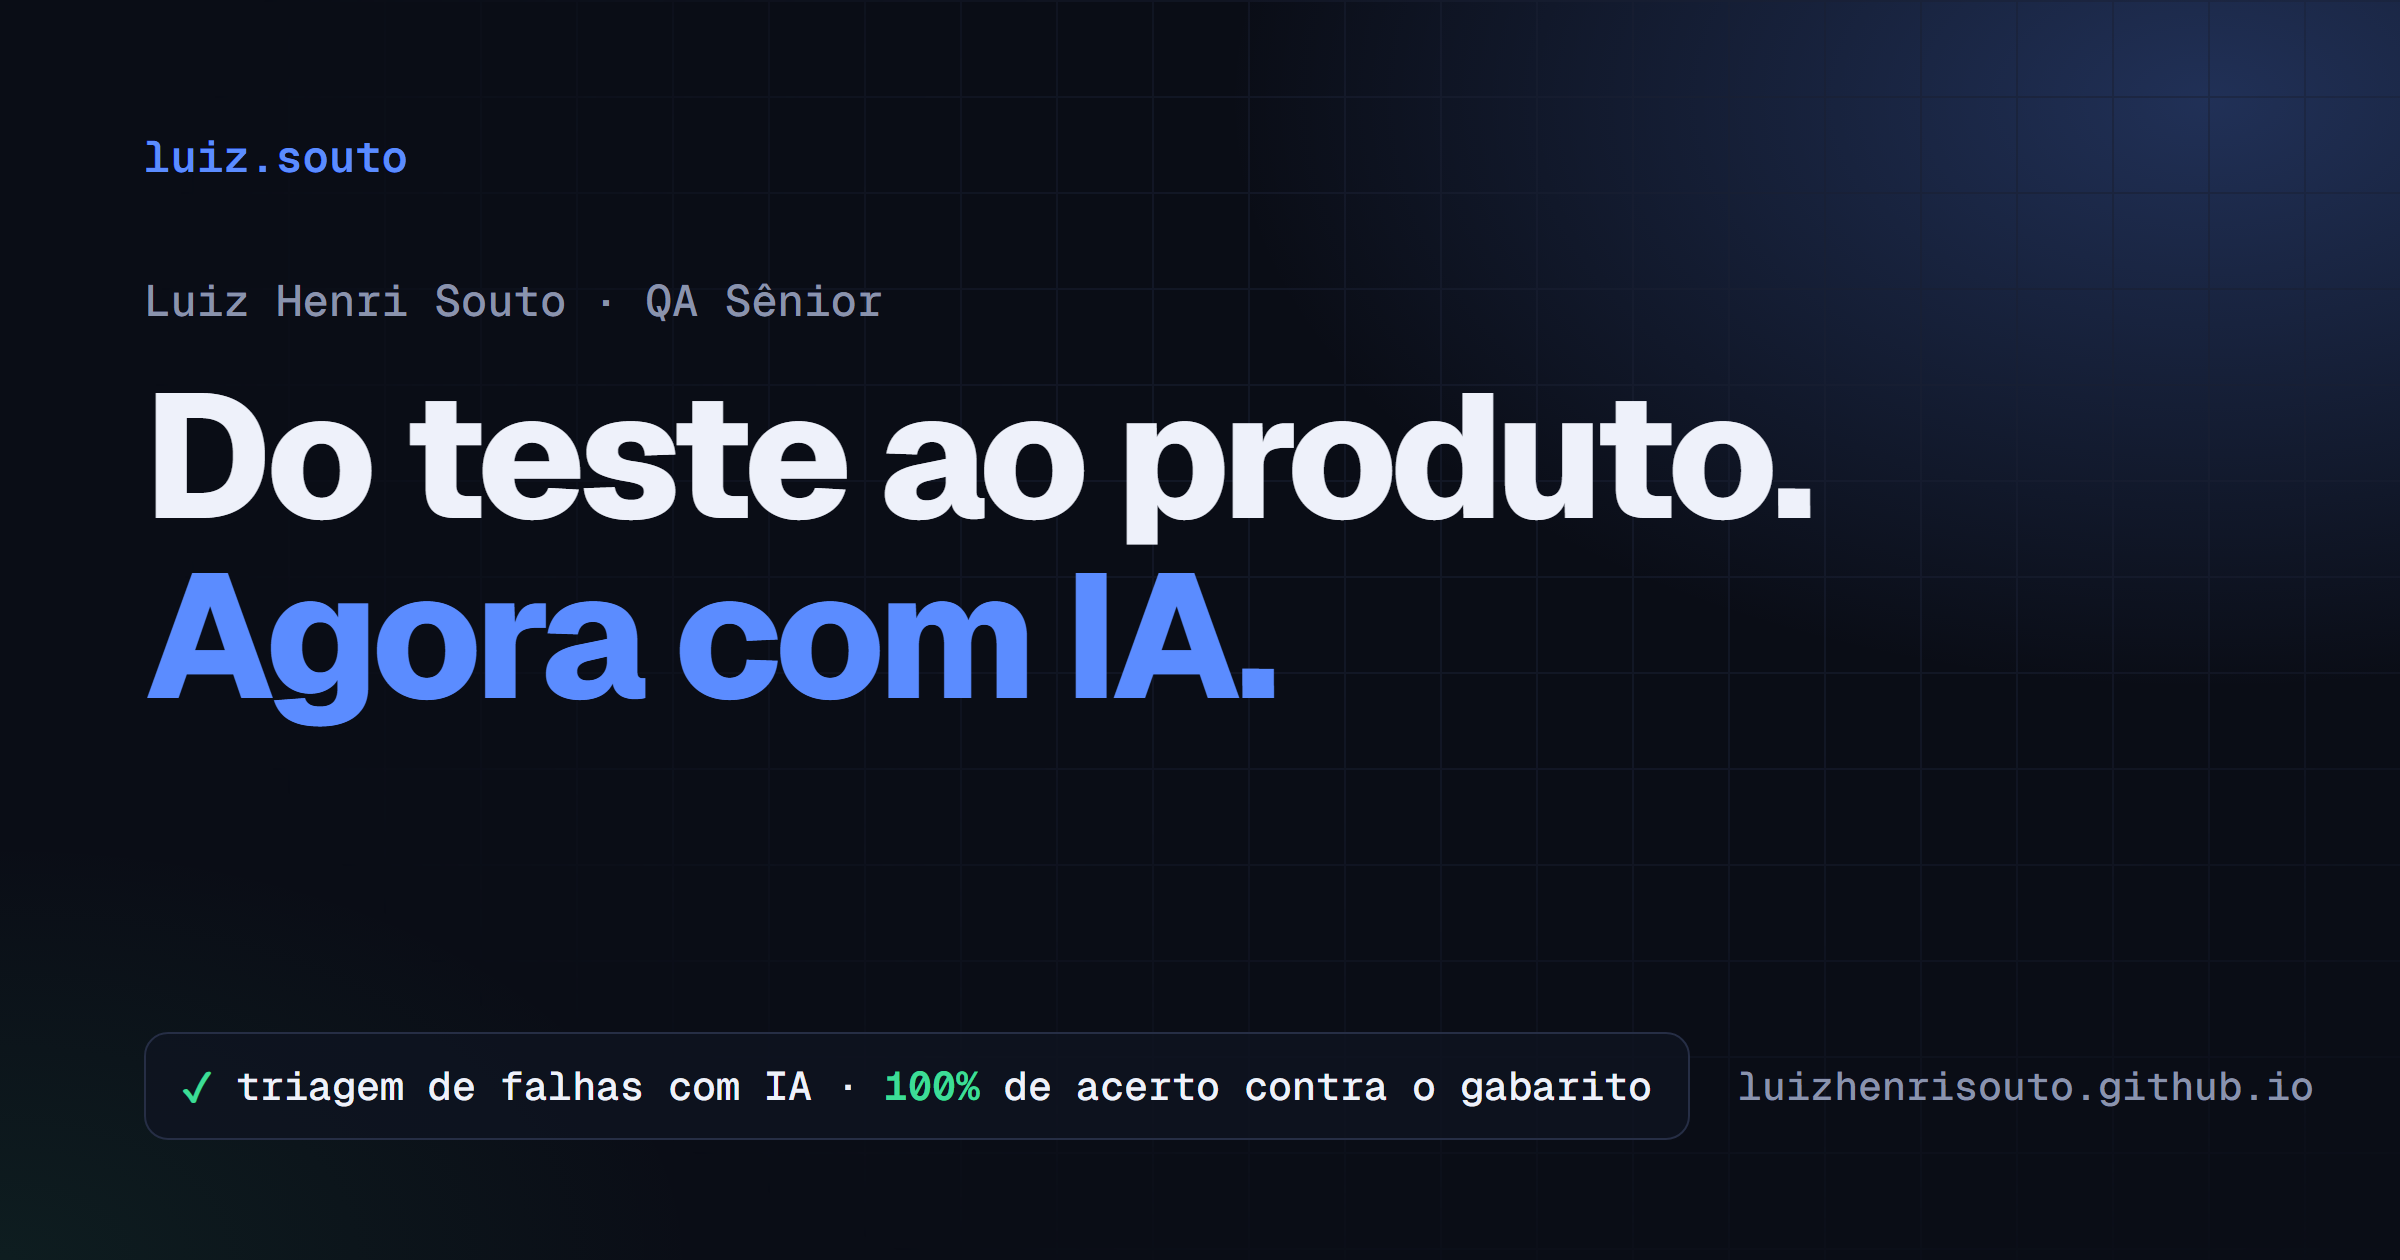 luiz.souto
Luiz Henri Souto · QA Sênior
Do teste ao produto.
Agora com IA.
✓ triagem de falhas com IA · 100% de acerto contra o gabarito
luizhenrisouto.github.io